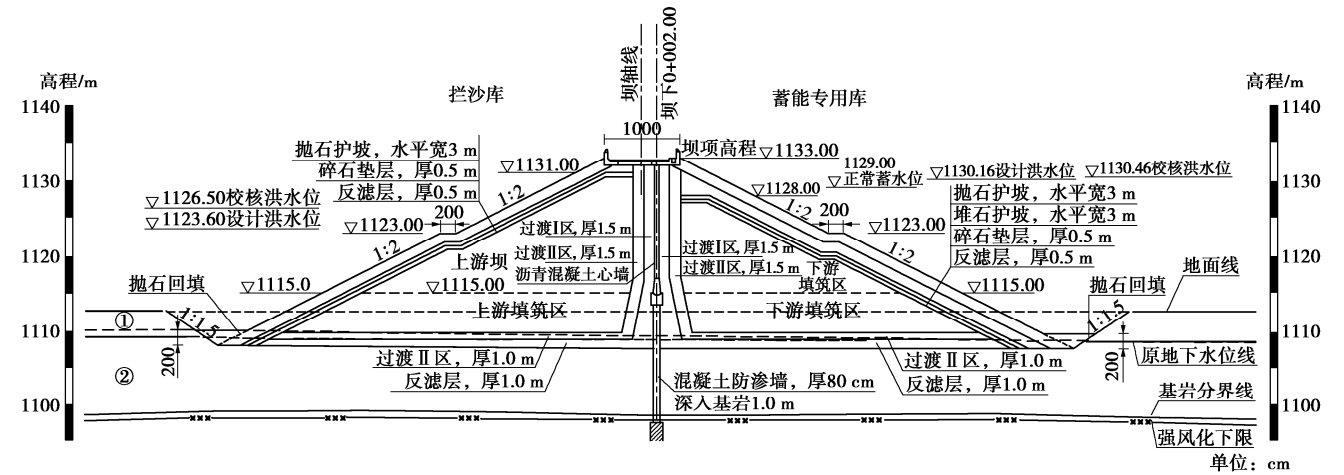 坝轴线
坝下0+002.00
高程/m
拦沙库
蓄能专用库
高程/m
1140
1140
1000
抛石护坡，水平宽3 m
碎石垫层，厚0.5 m
反滤层，厚0.5 m
▽1131.00
坝项高程▽1133.00
1130
1130
▽1126.50校核洪水位
▽1123.60设计洪水位
1:2
200
▽1123.00
1:2
1129.00
▽正常蓄水位
▽1130.16设计洪水位
▽1130.46校核洪水位
▽1128.00
1:2
200
▽1123.00
1:2
抛石护坡，水平宽3 m
堆石护坡，水平宽3 m
碎石垫层，厚0.5 m
反滤层，厚0.5 m
1120
1120
过渡Ⅰ区,厚1.5 m
过渡Ⅱ区,厚1.5 m
沥青混凝土心墙
过渡Ⅰ区,厚1.5 m
过渡Ⅱ区,厚1.5 m
上游坝
下游
填筑区
地面线
抛石回填
▽1115.0
▽1115.00
▽1115.00
抛石回填
上游填筑区
下游填筑区
1:1.5
1:1.5
①
1110
1110
200
200
原地下水位线
②
过渡Ⅱ区，厚1.0 m
反滤层，厚1.0 m
过渡Ⅱ区，厚1.0 m
反滤层，厚1.0 m
混凝土防渗墙，厚80 cm
深入基岩1.0 m
基岩分界线
1100
1100
强风化下限
单位：cm